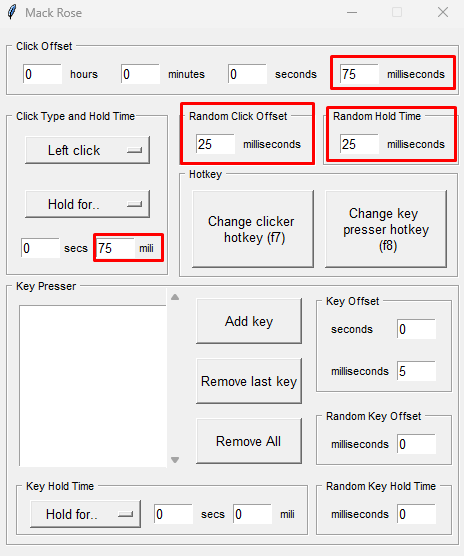 Mack Rose
Click Offset
0 hours 0 minutes 0 seconds 75 milliseconds
Click Type and Hold Time
Left click
Hold for..
0 secs 75 mili
Random Click Offset
25 milliseconds
Random Hold Time
25 milliseconds
Hotkey
Change clicker
hotkey (f7)
Change key
presser hotkey
(f8)
Key Presser
Add key
Remove last key
Remove All
Key Offset
seconds 0
milliseconds 5
Random Key Offset
milliseconds 0
Key Hold Time
Hold for.. 0 secs 0 mili
Random Key Hold Time
milliseconds 0